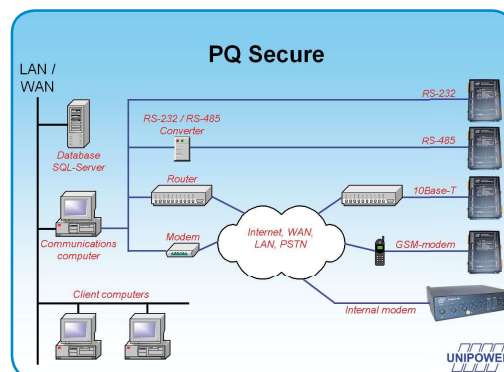 PQ Secure
LAN /
WAN
RS-232
RS-232 / RS-485
Converter
RS-485
Database
SQL-Server
Router
10Base-T
Internet, WAN,
LAN, PSTN
Modem
GSM-modem
Communications
computer
Client computers
Internal modem
UNIPOWER